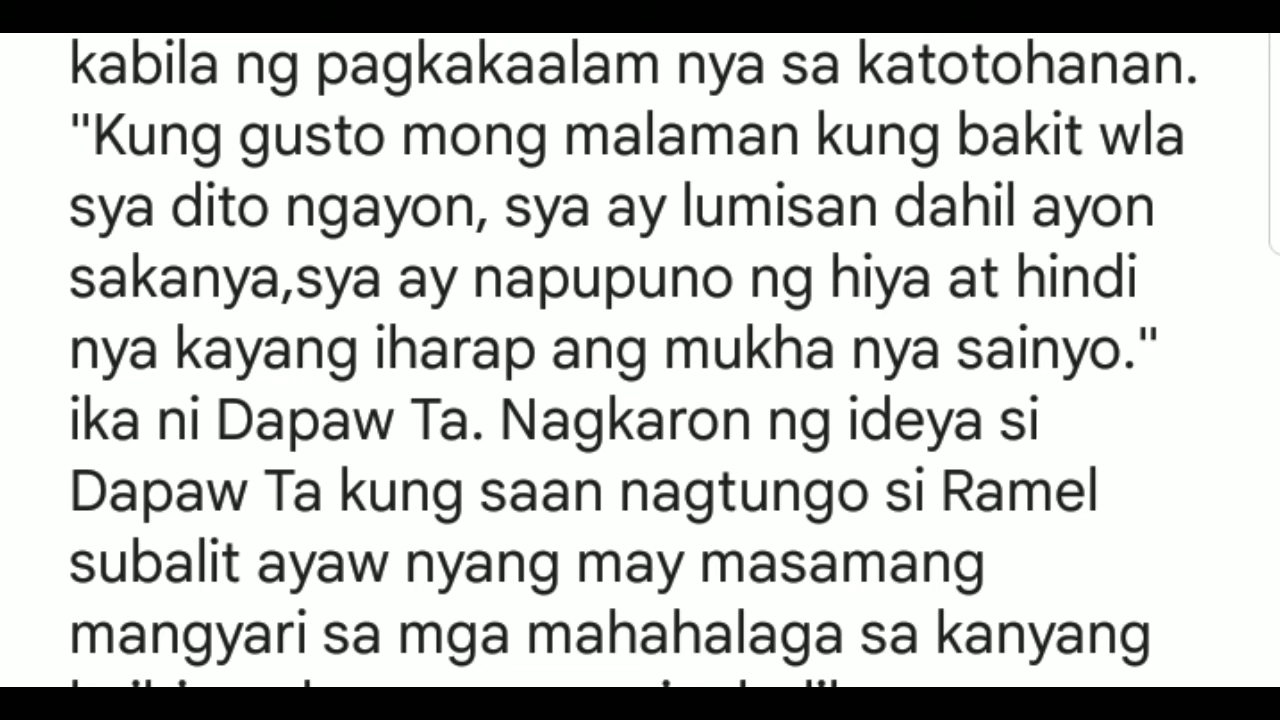 kabila ng pagkakaalam nya sa katotohanan.
"Kung gusto mong malaman kung bakit wla
sya dito ngayon, sya ay lumisan dahil ayon
sakanya,sya ay napupuno ng hiya at hindi
nya kayang iharap ang mukha nya sainyo."
ika ni Dapaw Ta. Nagkaron ng ideya si
Dapaw Ta kung saan nagtungo si Ramel
subalit ayaw nyang may masamang
mangyari sa mga mahahalaga sa kanyang